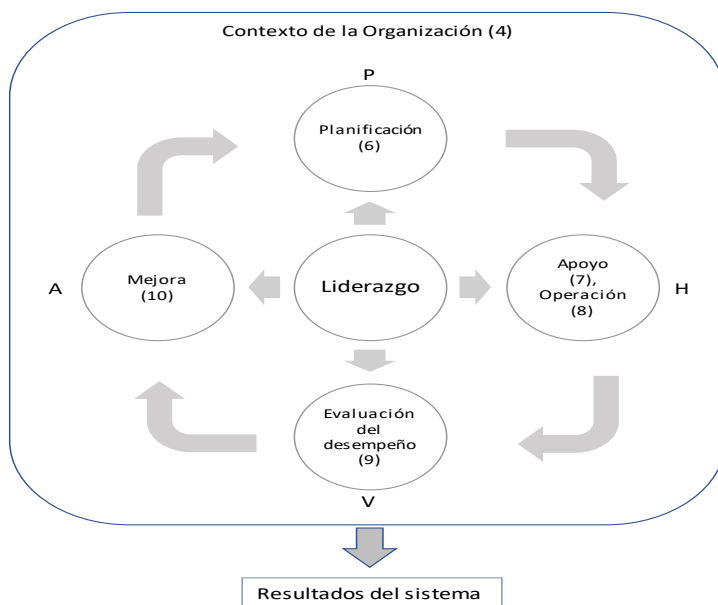 Contexto de la Organización (4)
P
Planificación
(6)
A
Mejora
(10)
Liderazgo
Apoyo
(7),
Operación
(8)
H
Evaluación
del
desempeño
(9)
V
Resultados del sistema